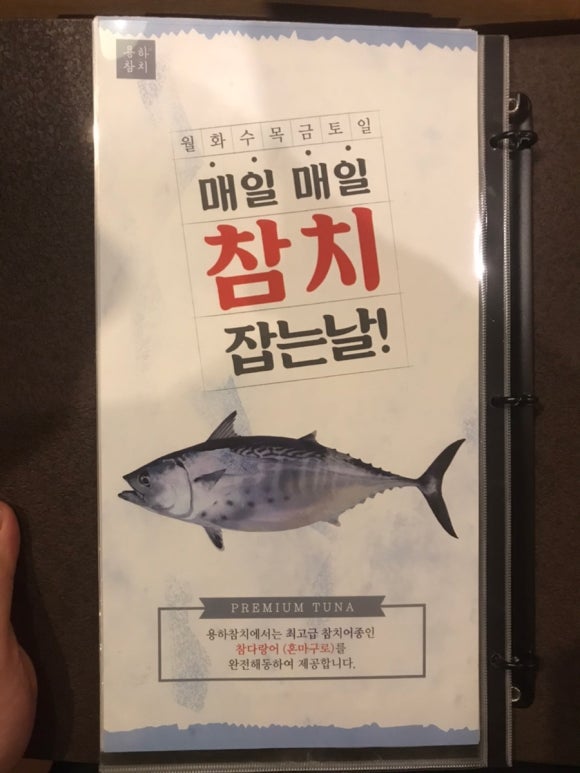 용하
참치
월화수목금토일
매일 매일
참치
잡는날!
PREMIUM TUNA
용하참치에서는 최고급 참치어종인
참다랑어 (혼마구로)를
완전해동하여 제공합니다.